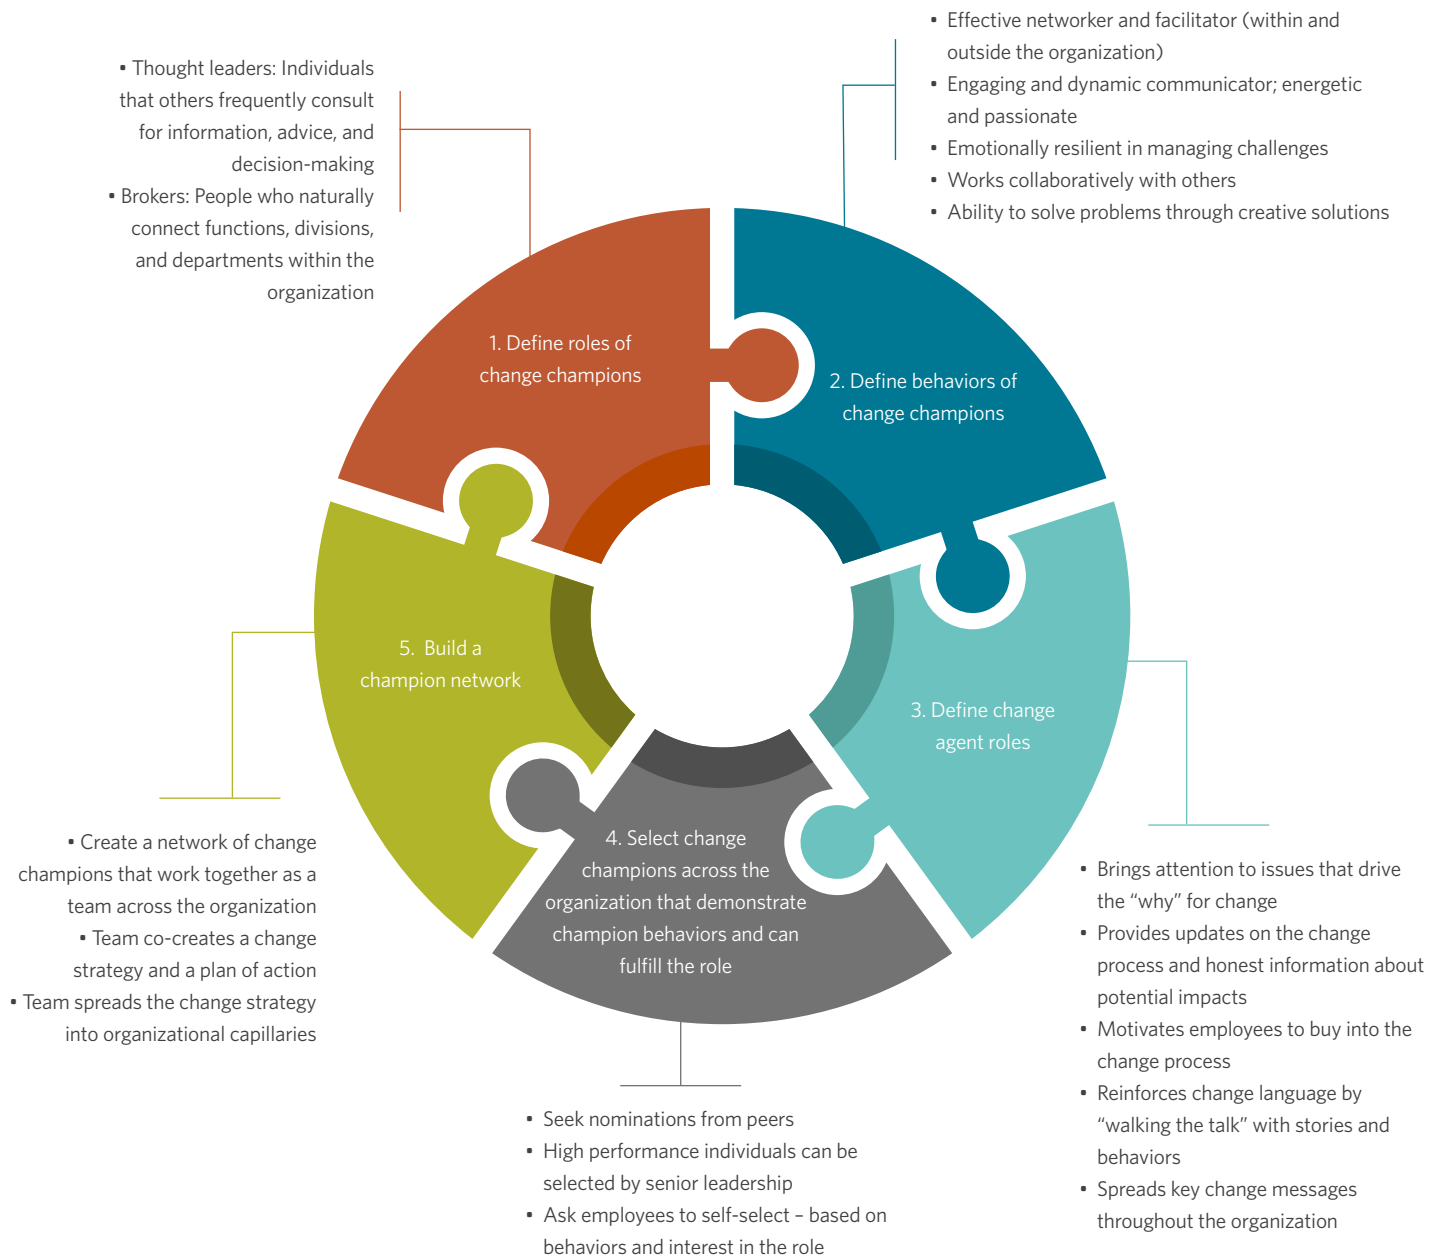 • Thought leaders: Individuals
that others frequently consult
for information, advice, and
decision-making
• Brokers: People who naturally
connect functions, divisions,
and departments within the
organization
• Effective networker and facilitator (within and
outside the organization)
• Engaging and dynamic communicator; energetic
and passionate
• Emotionally resilient in managing challenges
• Works collaboratively with others
• Ability to solve problems through creative solutions
1. Define roles of
change champions
2. Define behaviors of
change champions
3. Define change
agent roles
4. Select change
champions across the
organization that demonstrate
champion behaviors and can
fulfill the role
5. Build a
champion network
• Brings attention to issues that drive
the “why” for change
• Provides updates on the change
process and honest information about
potential impacts
• Motivates employees to buy into the
change process
• Reinforces change language by
“walking the talk” with stories and
behaviors
• Spreads key change messages
throughout the organization
• Seek nominations from peers
• High performance individuals can be
selected by senior leadership
• Ask employees to self-select – based on
behaviors and interest in the role
• Create a network of change
champions that work together as a
team across the organization
• Team co-creates a change
strategy and a plan of action
• Team spreads the change strategy
into organizational capillaries